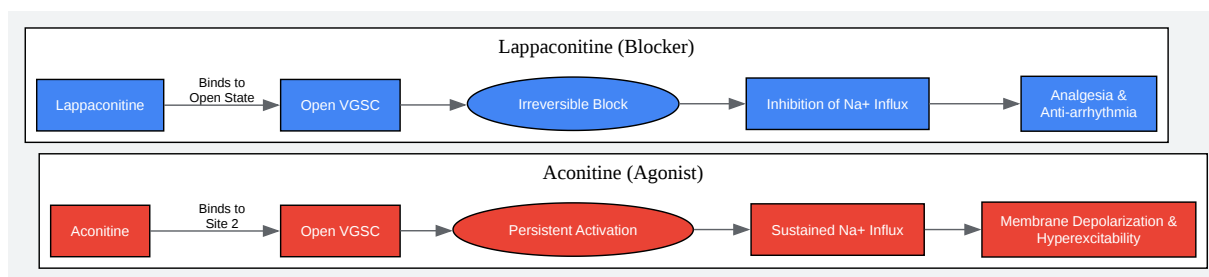 Lappaconitine (Blocker)
Lappaconitine
Binds to
Open State
Open VGSC
Irreversible Block
Inhibition of Na+ Influx
Analgesia &
Anti-arrhythmia
Aconitine (Agonist)
Aconitine
Binds to
Site 2
Open VGSC
Persistent Activation
Sustained Na+ Influx
Membrane Depolarization &
Hyperexcitability